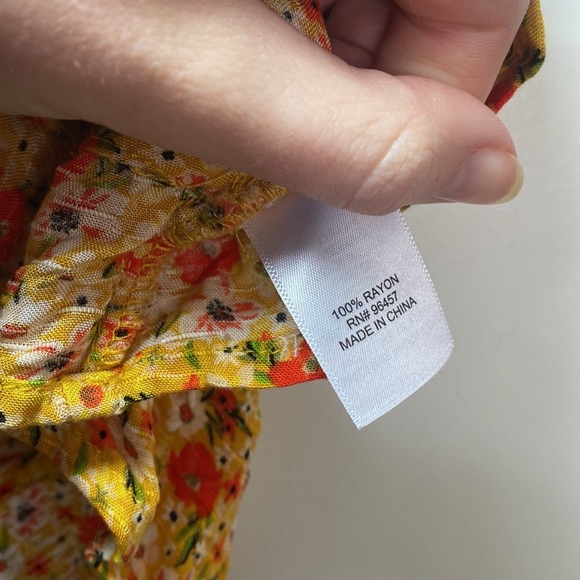 100% RAYON
RN# 96457
MADE IN CHINA